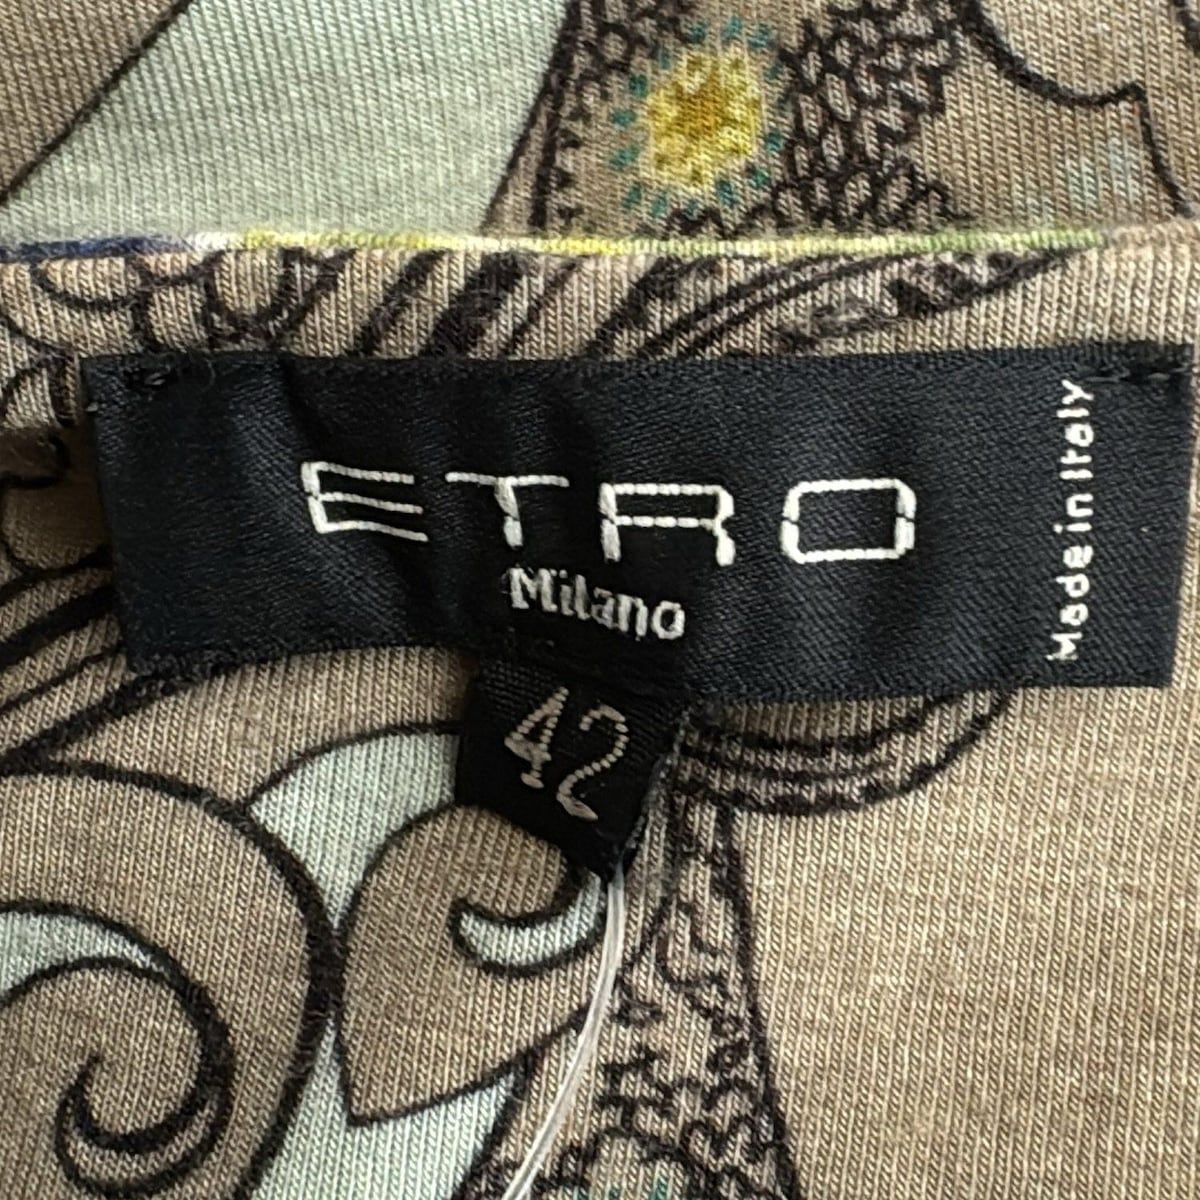 ETRO
Milano
Made in Italy
42